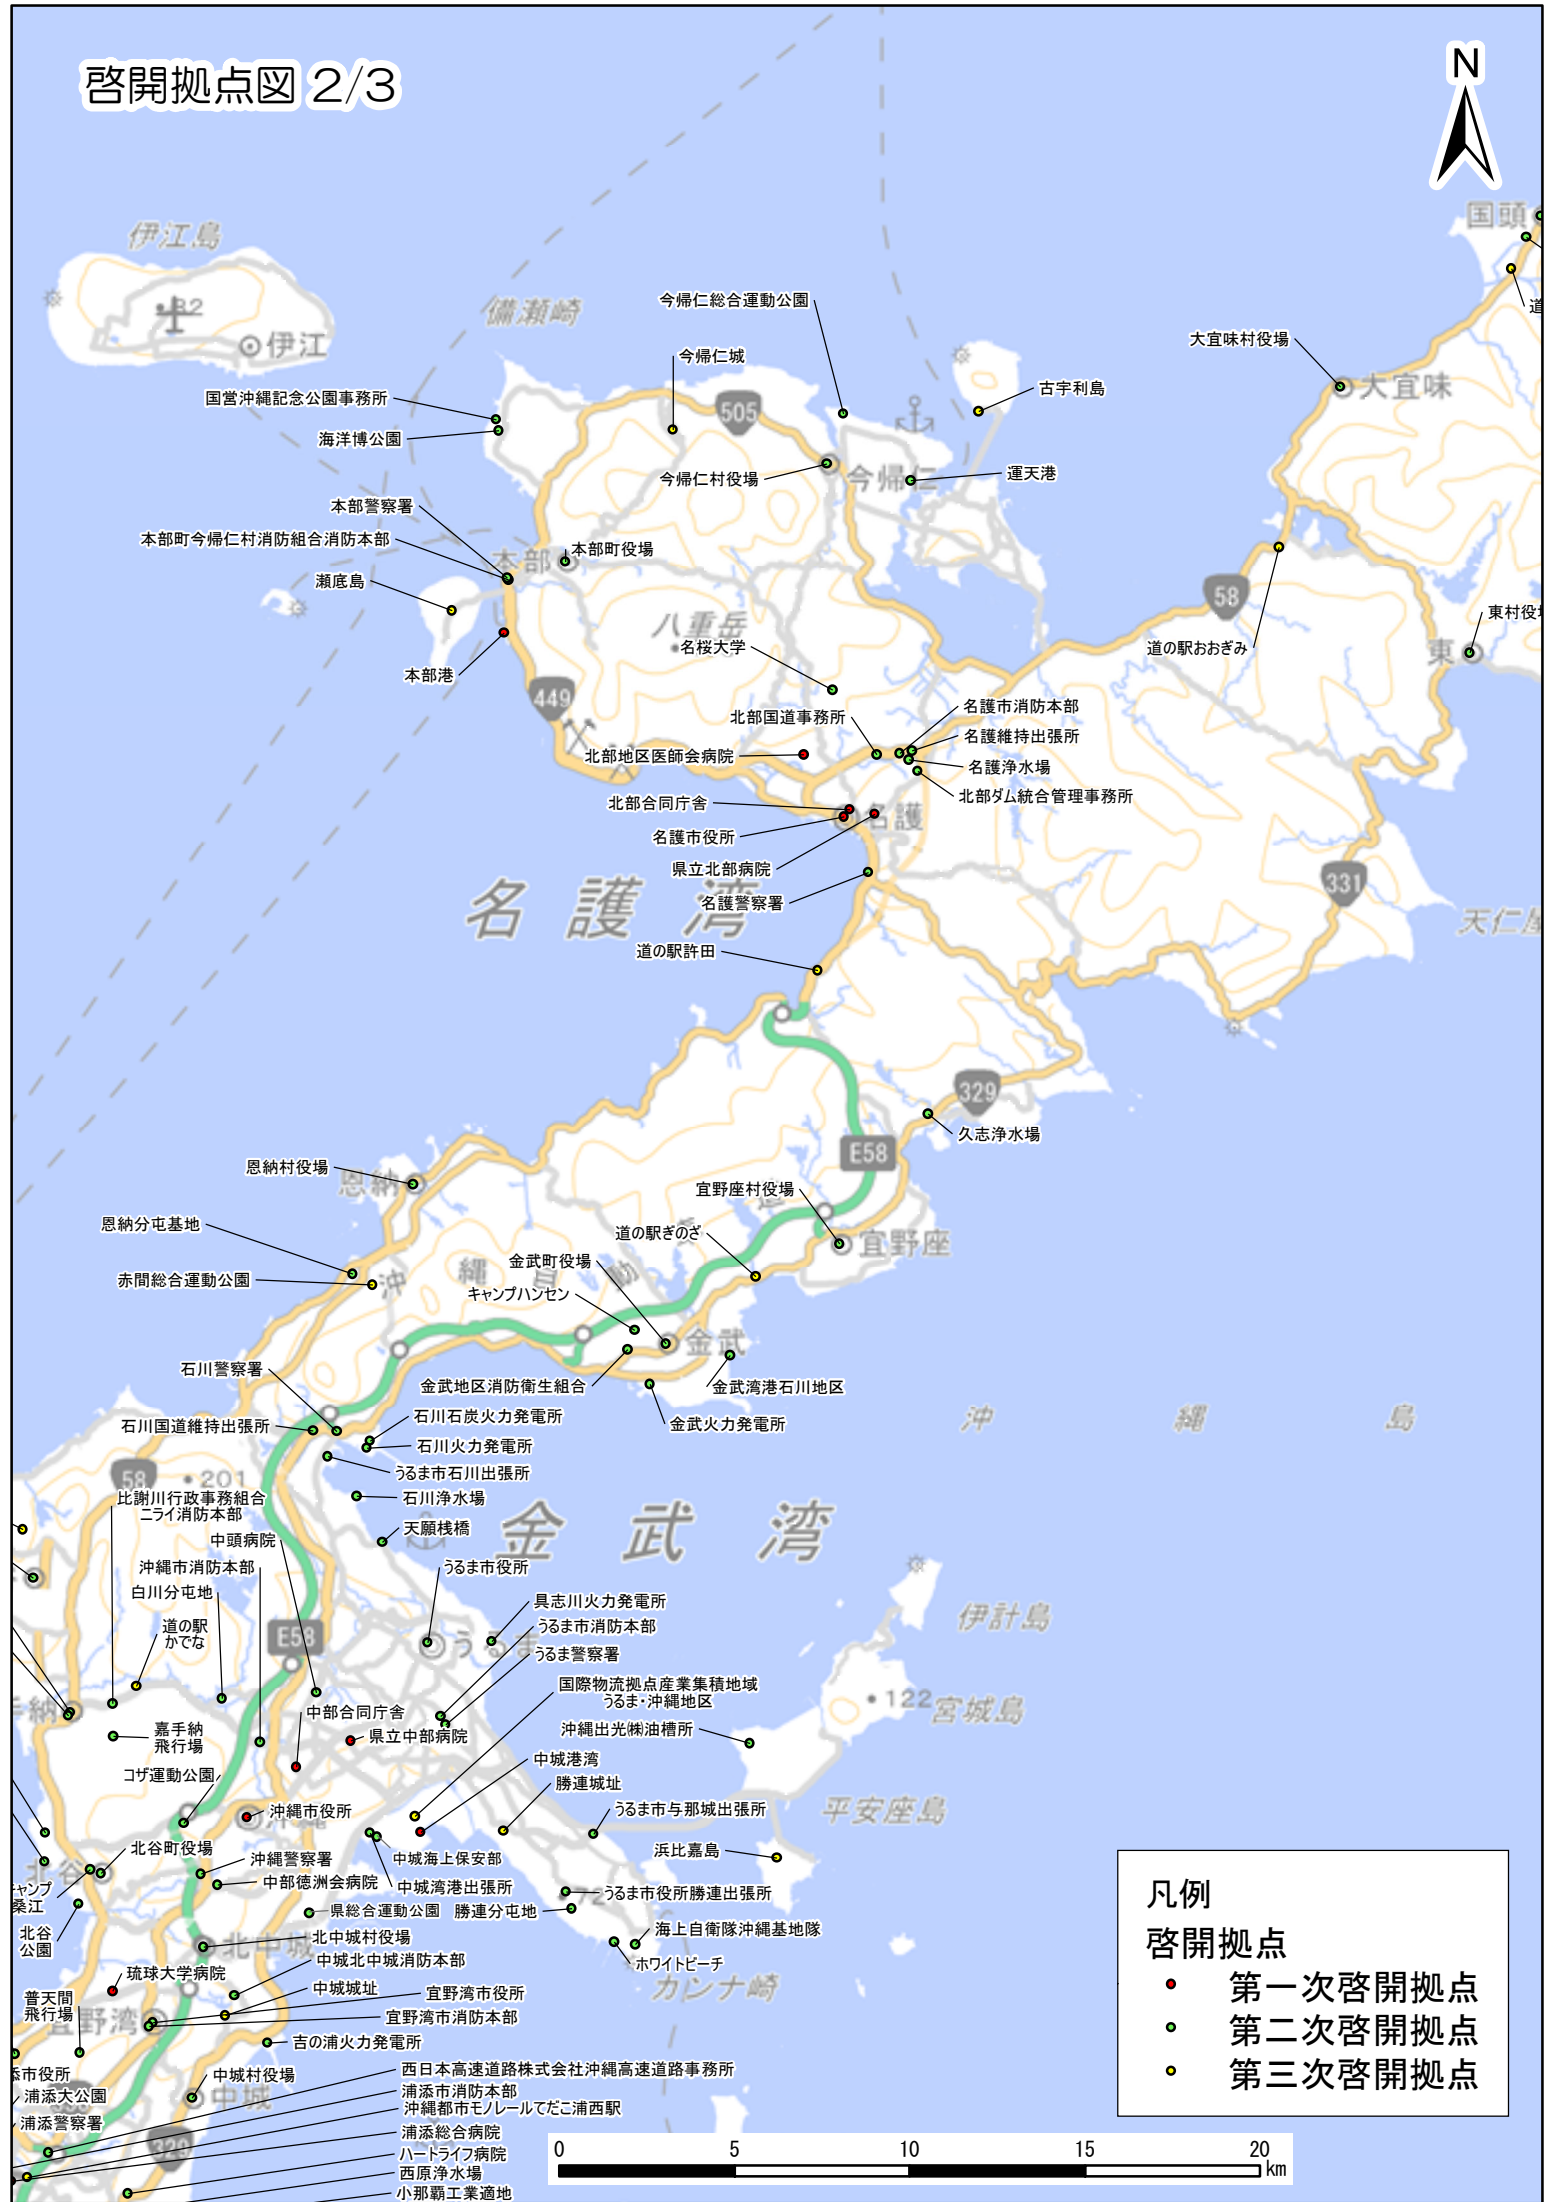 啓開拠点図 2/3
N
国頭
伊江島
82
伊江
備瀬崎
今帰仁総合運動公園
今帰仁城
大宜味村役場
大宜味
国営沖縄記念公園事務所
海洋博公園
505
古宇利島
今帰仁村役場
今帰仁
運天港
本部警察署
本部町今帰仁村消防組合消防本部
本部
本部町役場
瀬底島
58
八重岳
東村役場
名桜大学
道の駅おおぎみ
東
本部港
449
名護市消防本部
北部国道事務所
名護維持出張所
北部地区医師会病院
名護浄水場
北部ダム統合管理事務所
北部合同庁舎
名護
名護市役所
県立北部病院
331
名護湾
名護警察署
天仁屋
道の駅許田
329
久志浄水場
E58
恩納村役場
恩納
宜野座村役場
恩納分屯基地
道の駅ぎのざ
宜野座
金武町役場
赤間総合運動公園
沖縄自動車道
キャンプハンセン
金武
石川警察署
金武地区消防衛生組合
金武湾港石川地区
石川国道維持出張所
石川石炭火力発電所
金武火力発電所
沖縄島
石川火力発電所
うるま市石川出張所
58
201
比謝川行政事務組合
ニライ消防本部
石川浄水場
金武湾
中頭病院
天願桟橋
沖縄市消防本部
うるま市役所
白川分屯地
具志川火力発電所
伊計島
道の駅
かでな
E58
うるま
うるま市消防本部
うるま警察署
国際物流拠点産業集積地域
うるま・沖縄地区
122
宮城島
手納
中部合同庁舎
嘉手納
飛行場
県立中部病院
沖縄出光㈱油槽所
中城港湾
コザ運動公園
勝連城址
沖縄市役所
沖縄
うるま市与那城出張所
平安座島
北谷町役場
北谷
沖縄警察署
中城海上保安部
浜比嘉島
キャンプ
桑江
中部徳洲会病院
中城湾港出張所
72
うるま市役所勝連出張所
県総合運動公園
勝連分屯地
北谷
公園
北中城村役場
北中城
海上自衛隊沖縄基地隊
中城北中城消防本部
ホワイトビーチ
琉球大学病院
中城城址
宜野湾市役所
カンナ崎
普天間
飛行場
宜野湾
宜野湾市消防本部
吉の浦火力発電所
添市役所
中城村役場
西日本高速道路株式会社沖縄高速道路事務所
浦添大公園
中城
浦添市消防本部
沖縄都市モノレールてだこ浦西駅
浦添警察署
浦添総合病院
329
ハートライフ病院
西原浄水場
小那覇工業適地
凡例
啓開拠点
第一次啓開拠点
第二次啓開拠点
第三次啓開拠点
0 5 10 15 20
km